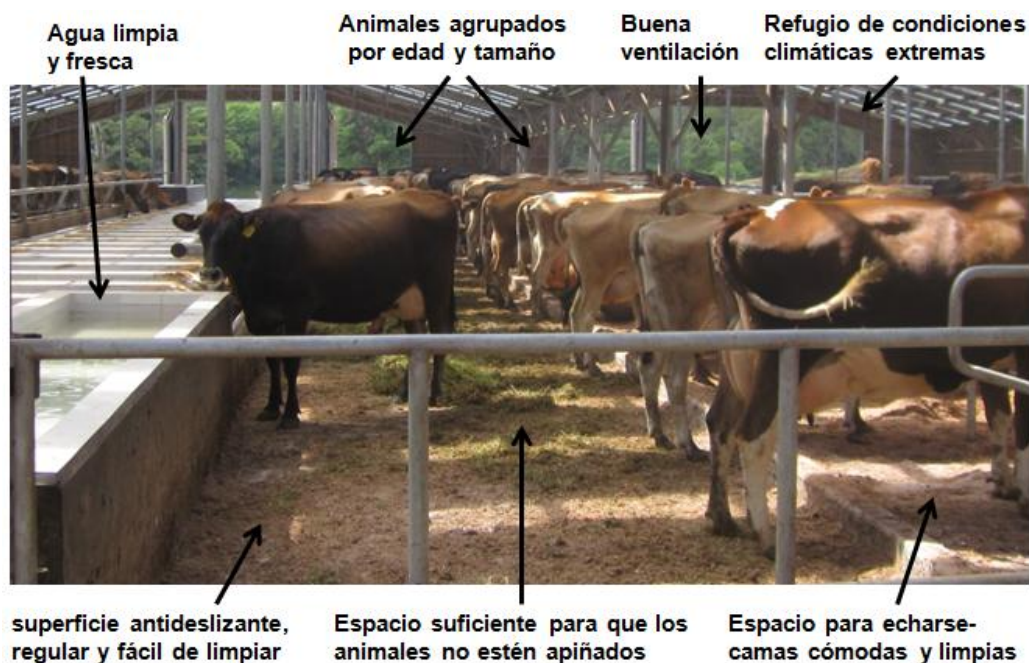 Agua limpia
y fresca
Animales agrupados
por edad y tamaño
Buena
ventilación
Refugio de condiciones
climáticas extremas
superficie antideslizante,
regular y fácil de limpiar
Espacio suficiente para que los
animales no estén apiñados
Espacio para echarse-
camas cómodas y limpias